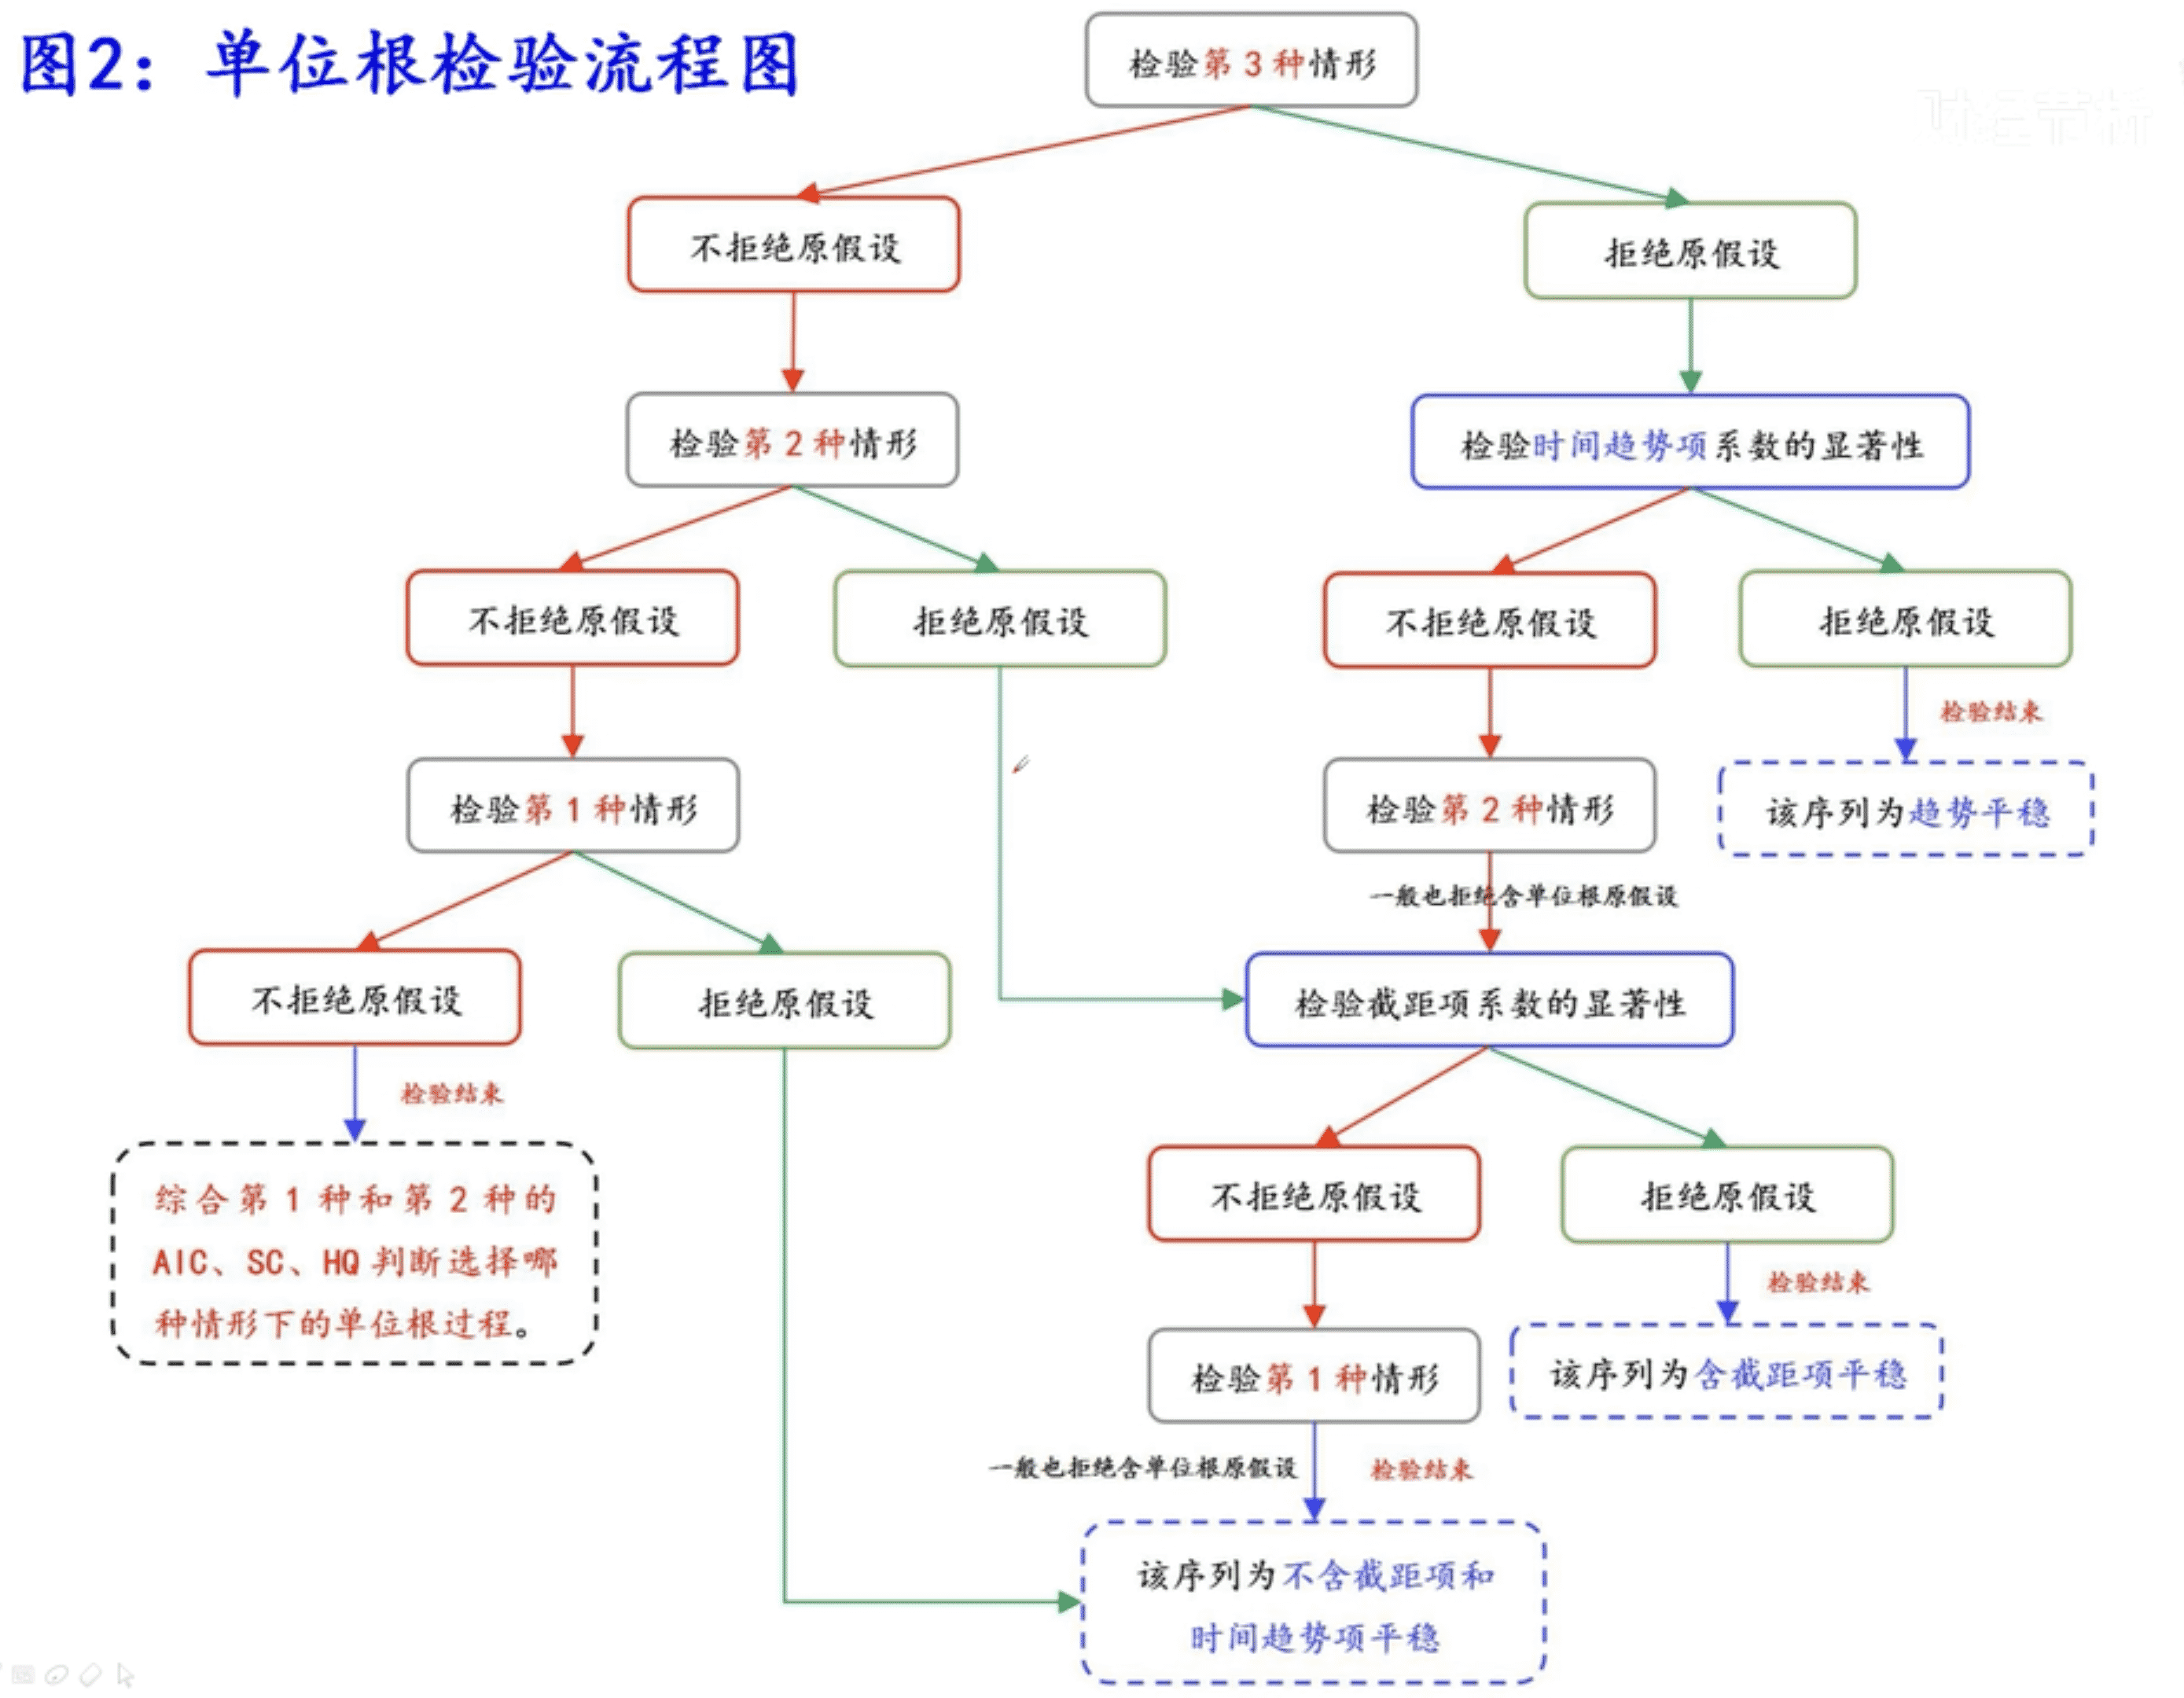 图2：单位根检验流程图
检验第3种情形
不拒绝原假设
拒绝原假设
检验第2种情形
检验时间趋势项系数的显著性
不拒绝原假设
拒绝原假设
不拒绝原假设
拒绝原假设
检验结束
检验第1种情形
检验第2种情形
该序列为趋势平稳
一般也拒绝含单位根原假设
不拒绝原假设
拒绝原假设
检验截距项系数的显著性
检验结束
不拒绝原假设
拒绝原假设
综合第1种和第2种的
AIC、SC、HQ判断选择哪
种情形下的单位根过程。
检验结束
检验第1种情形
该序列为含截距项平稳
一般也拒绝含单位根原假设
检验结束
该序列为不含截距项和
时间趋势项平稳